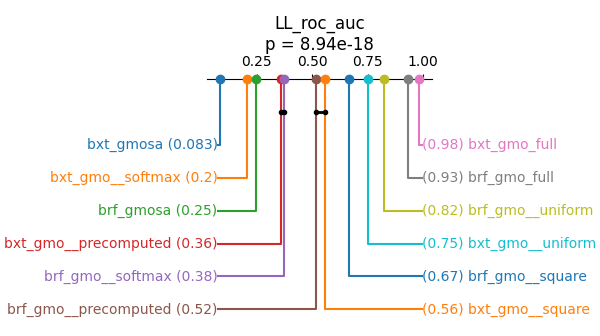 LL_roc_auc
p = 8.94e-18
0.25 0.50 0.75 1.00
bxt_gmosa (0.083)
(0.98) bxt_gmo_full
bxt_gmo__softmax (0.2)
(0.93) brf_gmo_full
brf_gmosa (0.25)
(0.82) brf_gmo__uniform
bxt_gmo__precomputed (0.36)
(0.75) bxt_gmo__uniform
brf_gmo__softmax (0.38)
(0.67) brf_gmo__square
brf_gmo__precomputed (0.52)
(0.56) bxt_gmo__square